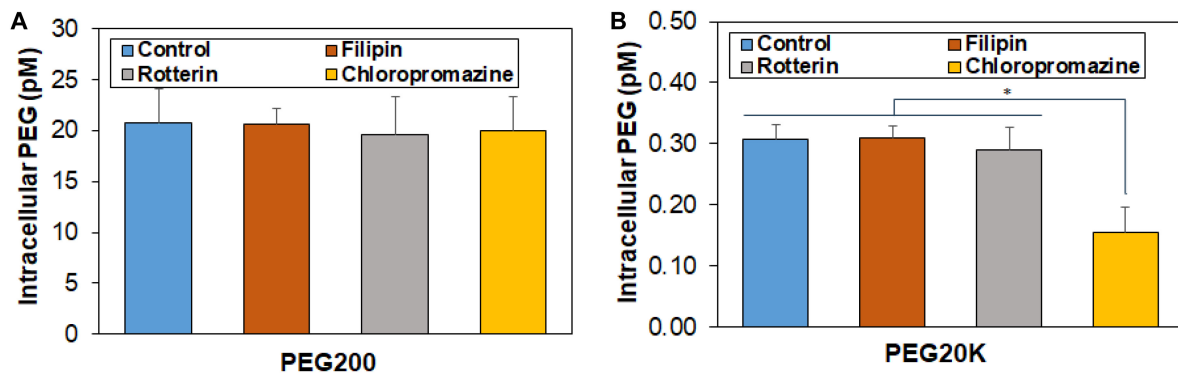 A
Intracellular PEG (pM)
30
25
20
15
10
5
0
Control Filipin
Rotterin Chloropromazine
PEG200
B
Intracellular PEG (pM)
0.50
0.40
0.30
0.20
0.10
0.00
Control Filipin
Rotterin Chloropromazine
*
PEG20K